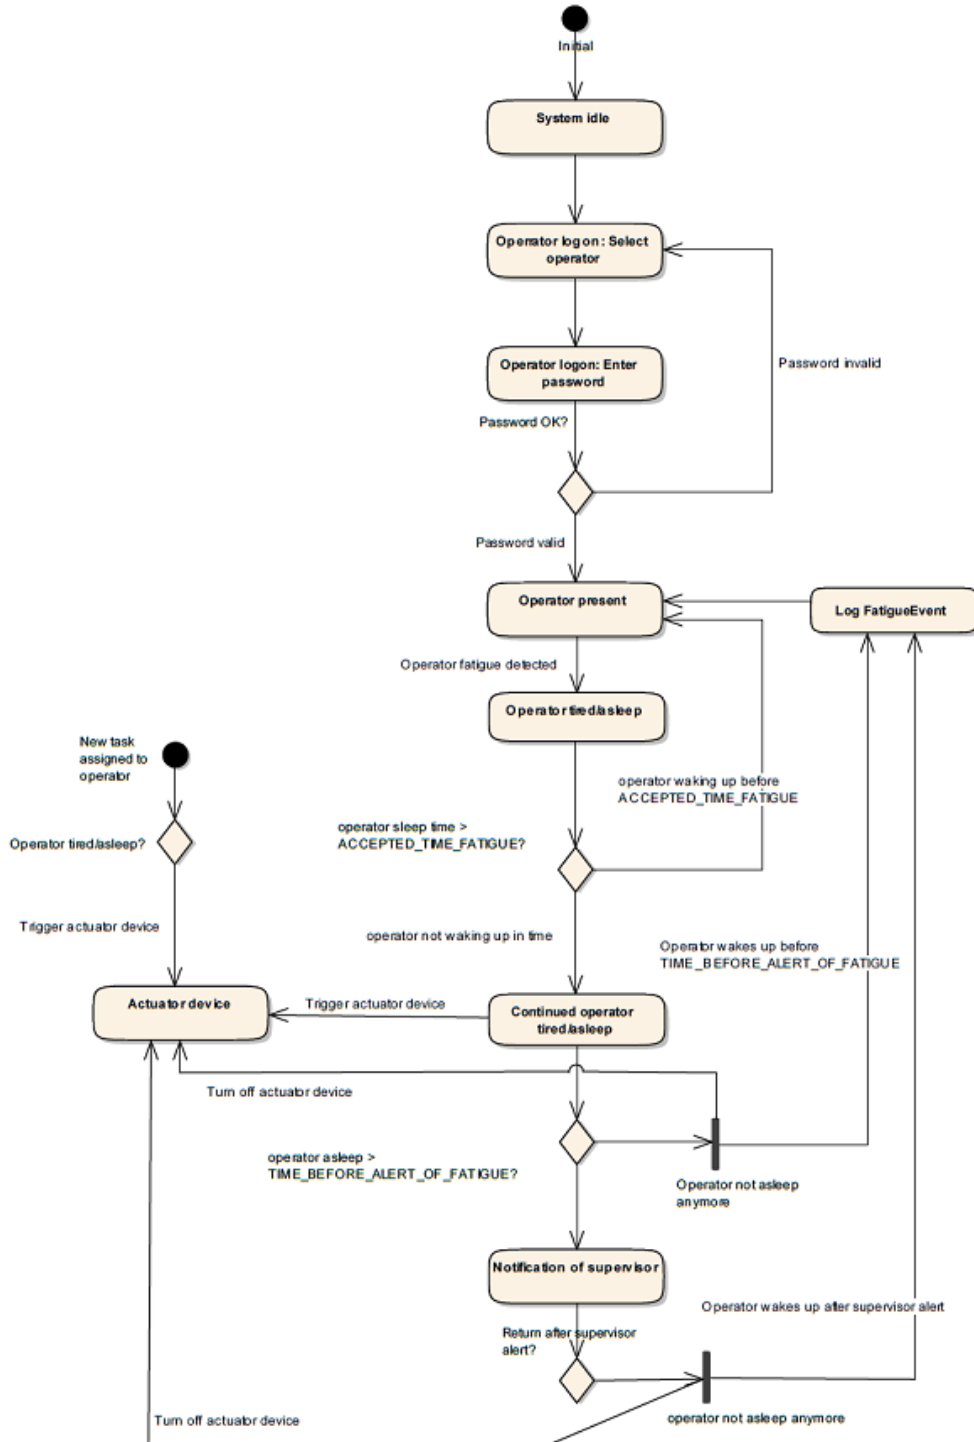 Initial
System idle
Operrator logon : Select
operator
Operator logon: Enter
password
Password invalid
Password OK?
Password valid
Operator present
Log FatigueEvent
Operator fatigue detected
Operator tired/asleep
New task
assigned to
operator
operator waking up before
ACCEPTED_TIME_FATIGUE
operator sleep time >
ACCEPTED_TIME_FATIGUE?
Operator tired/asleep?
Trigger actuator device
operator not waking up in time
Operator wakes up before
TIME_BEFORE_ALERT_OF_FATIGUE
Actuator device
Trigger actuator device
Continued operator
tired/asleep
Turn off actuator device
operator asleep >
TIME_BEFORE_ALERT_OF_FATIGUE?
Operator not asleep
anymore
Notification of supervisor
Operator wakes up after supervisor alert
Return after supervisor
alert?
Turn off actuator device
operator not asleep anymore